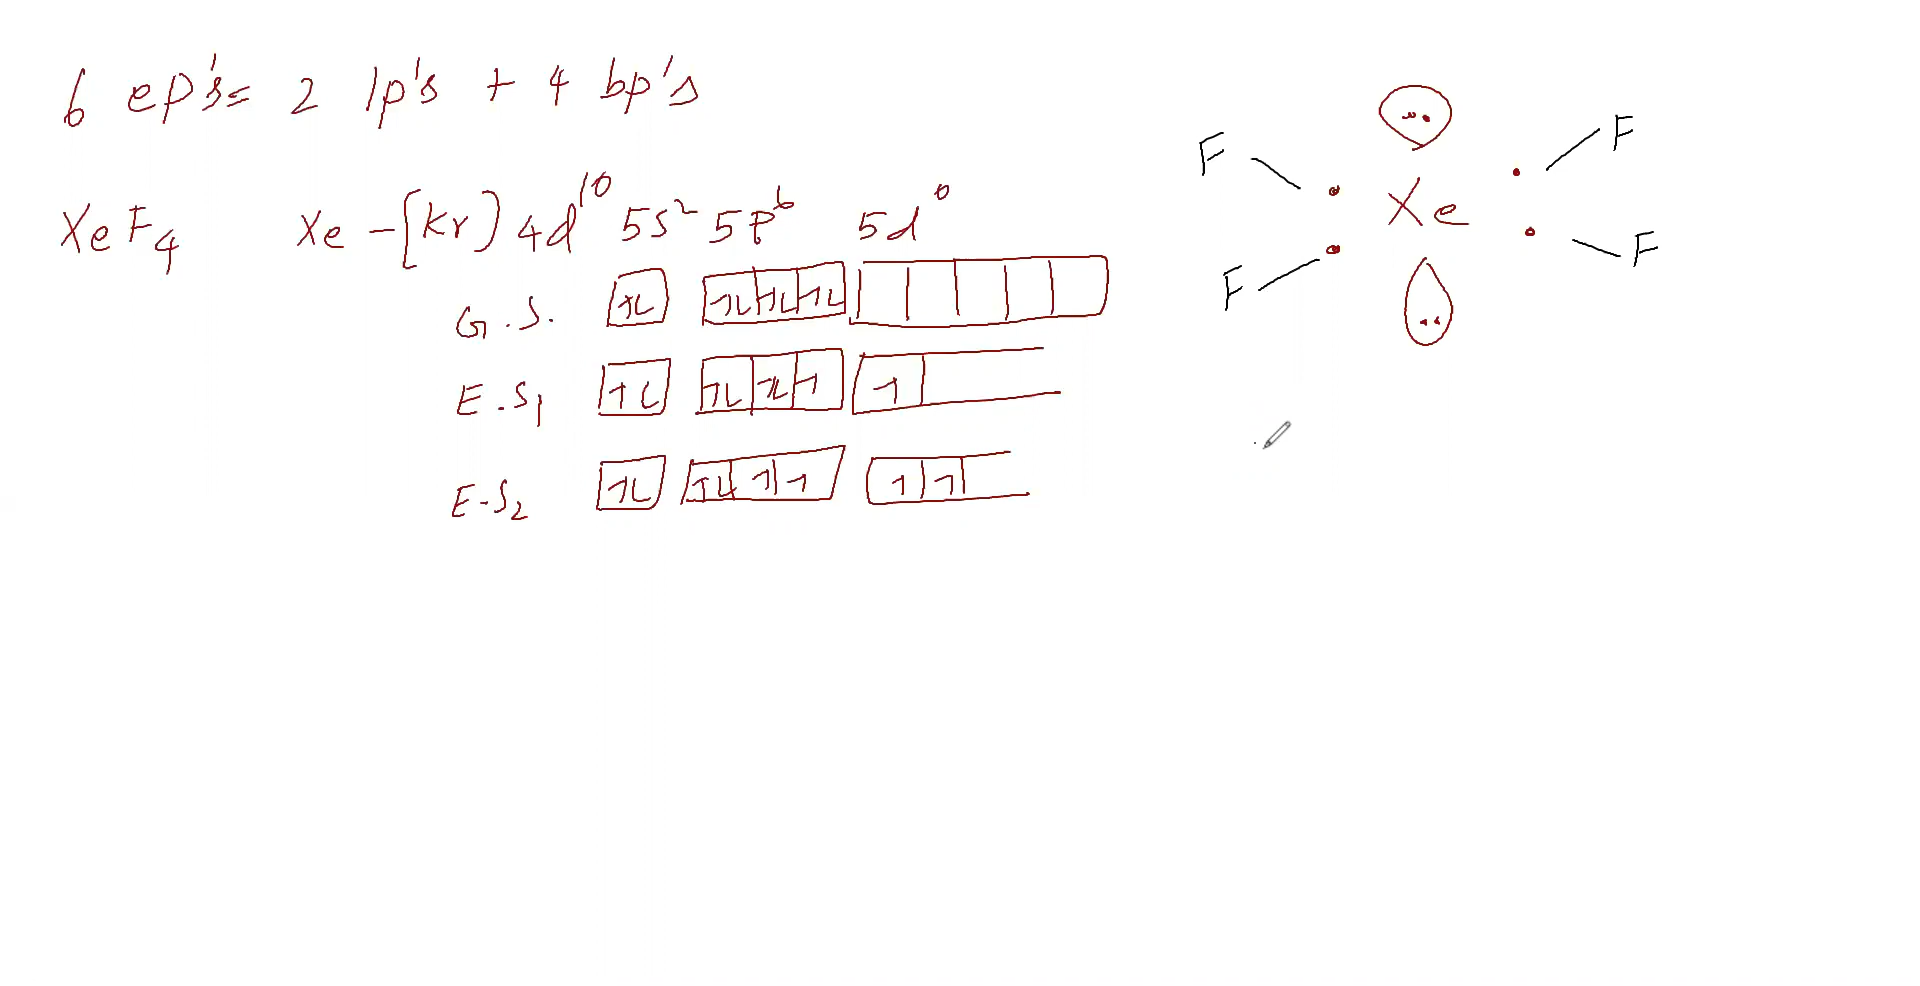 6 ep's = 2 lp's + 4 bp's
XeF₄ Xe - [Kr] 4d¹⁰ 5s² 5p⁶ 5d⁰
G.S.
E.S₁
E-S₂
F F
Xe
F F